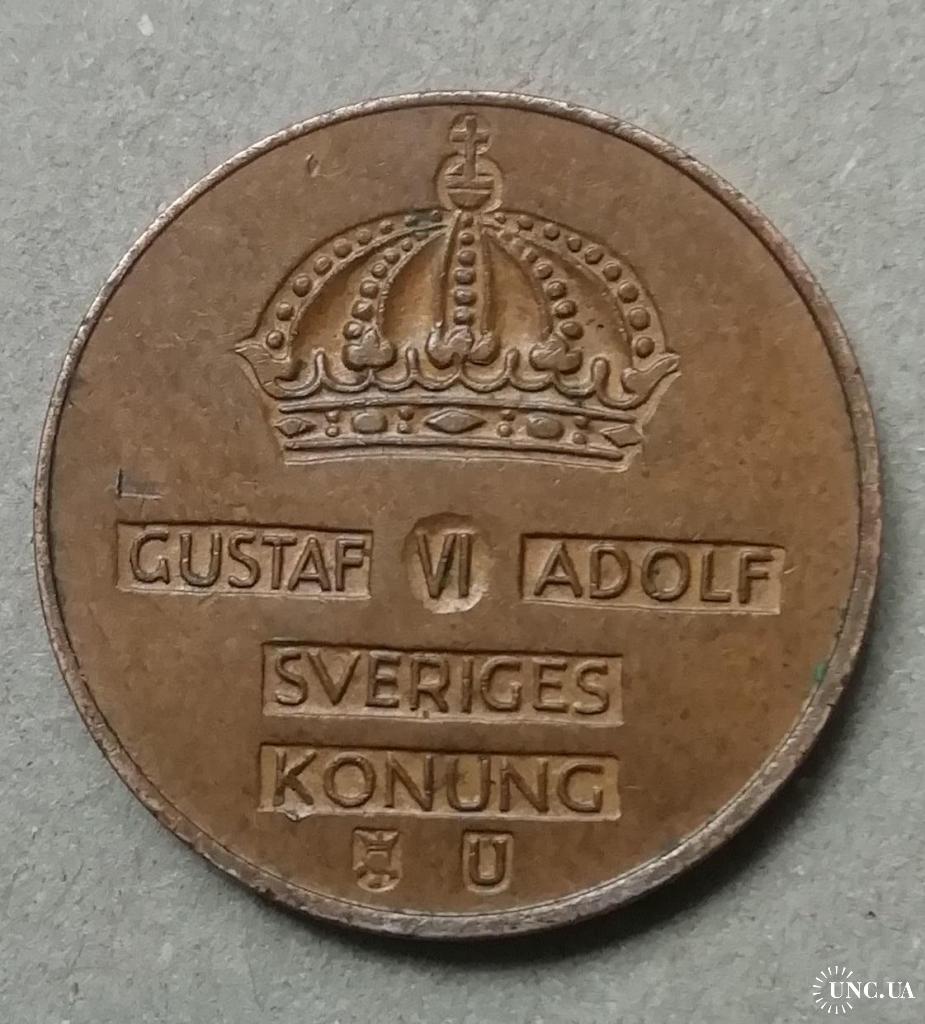 GUSTAF VI ADOLF
SVERIGES
KONUNG
U
UNC.UA